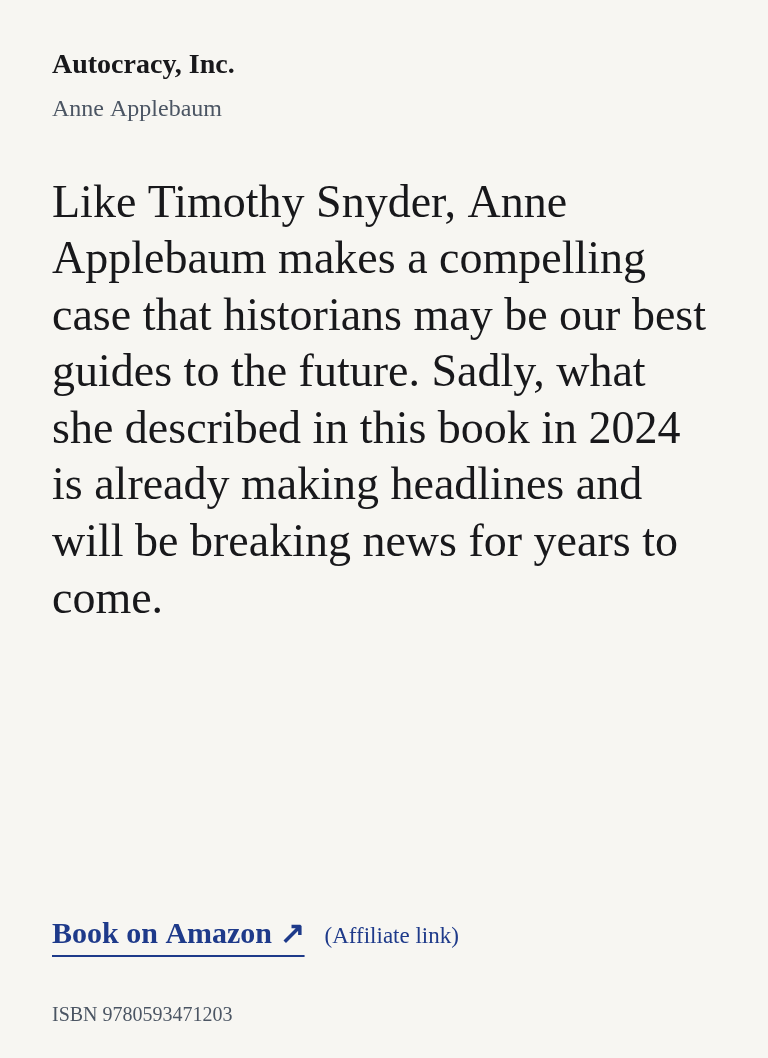 Autocracy, Inc.
Anne Applebaum
Like Timothy Snyder, Anne
Applebaum makes a compelling
case that historians may be our best
guides to the future. Sadly, what
she described in this book in 2024
is already making headlines and
will be breaking news for years to
come.
Book on Amazon ↗ (Affiliate link)
ISBN 9780593471203